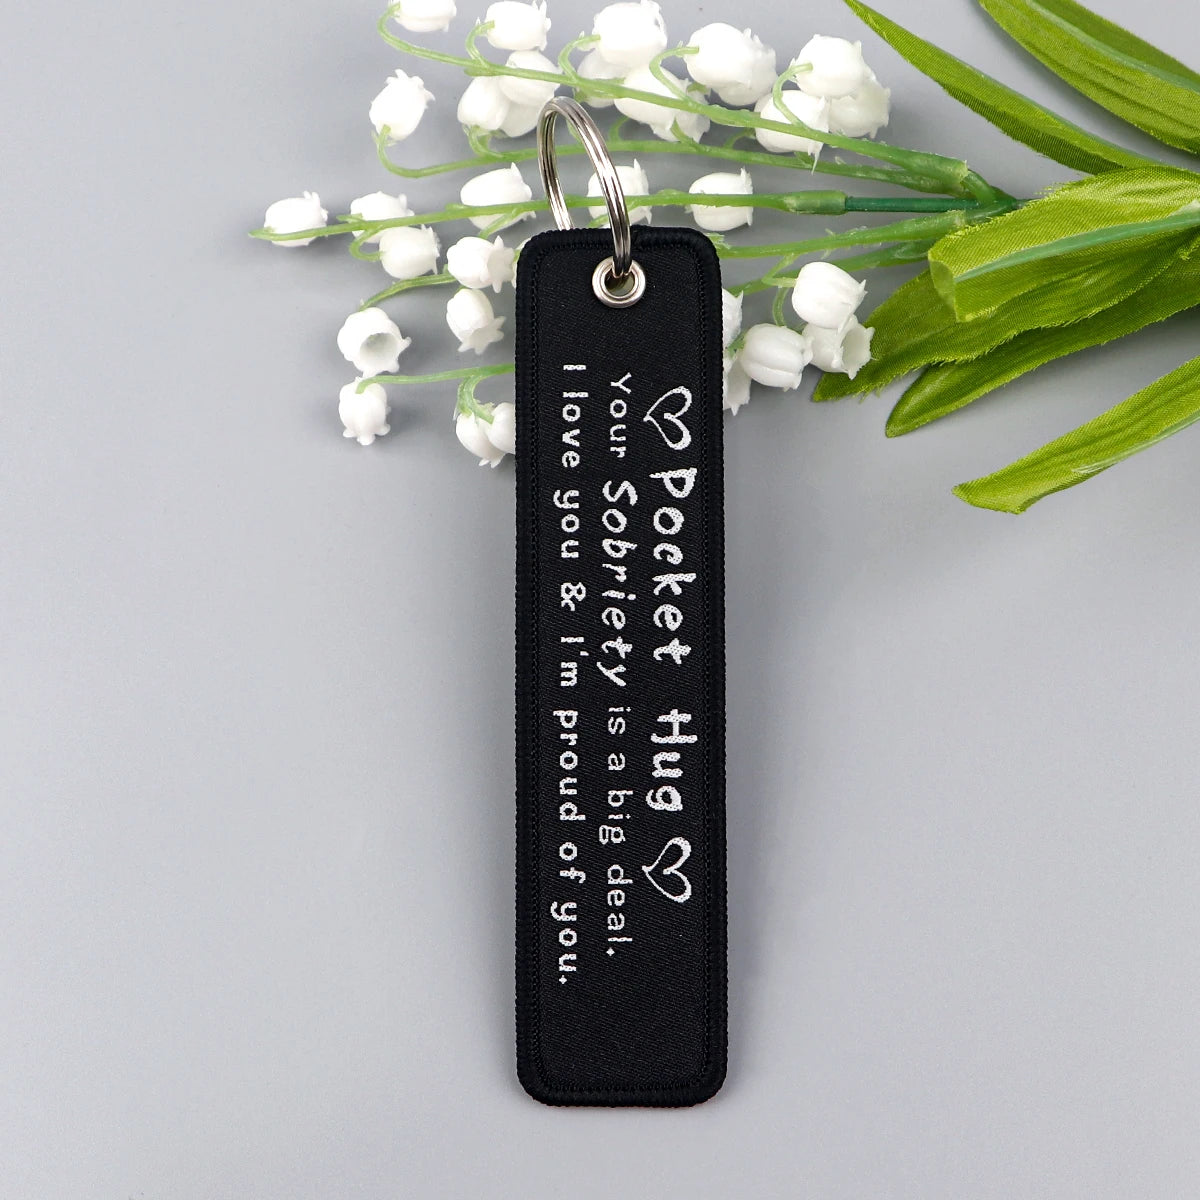 ♡Pocket Hug♡
Your Sobriety is a big deal.
I love you & I'm proud of you.